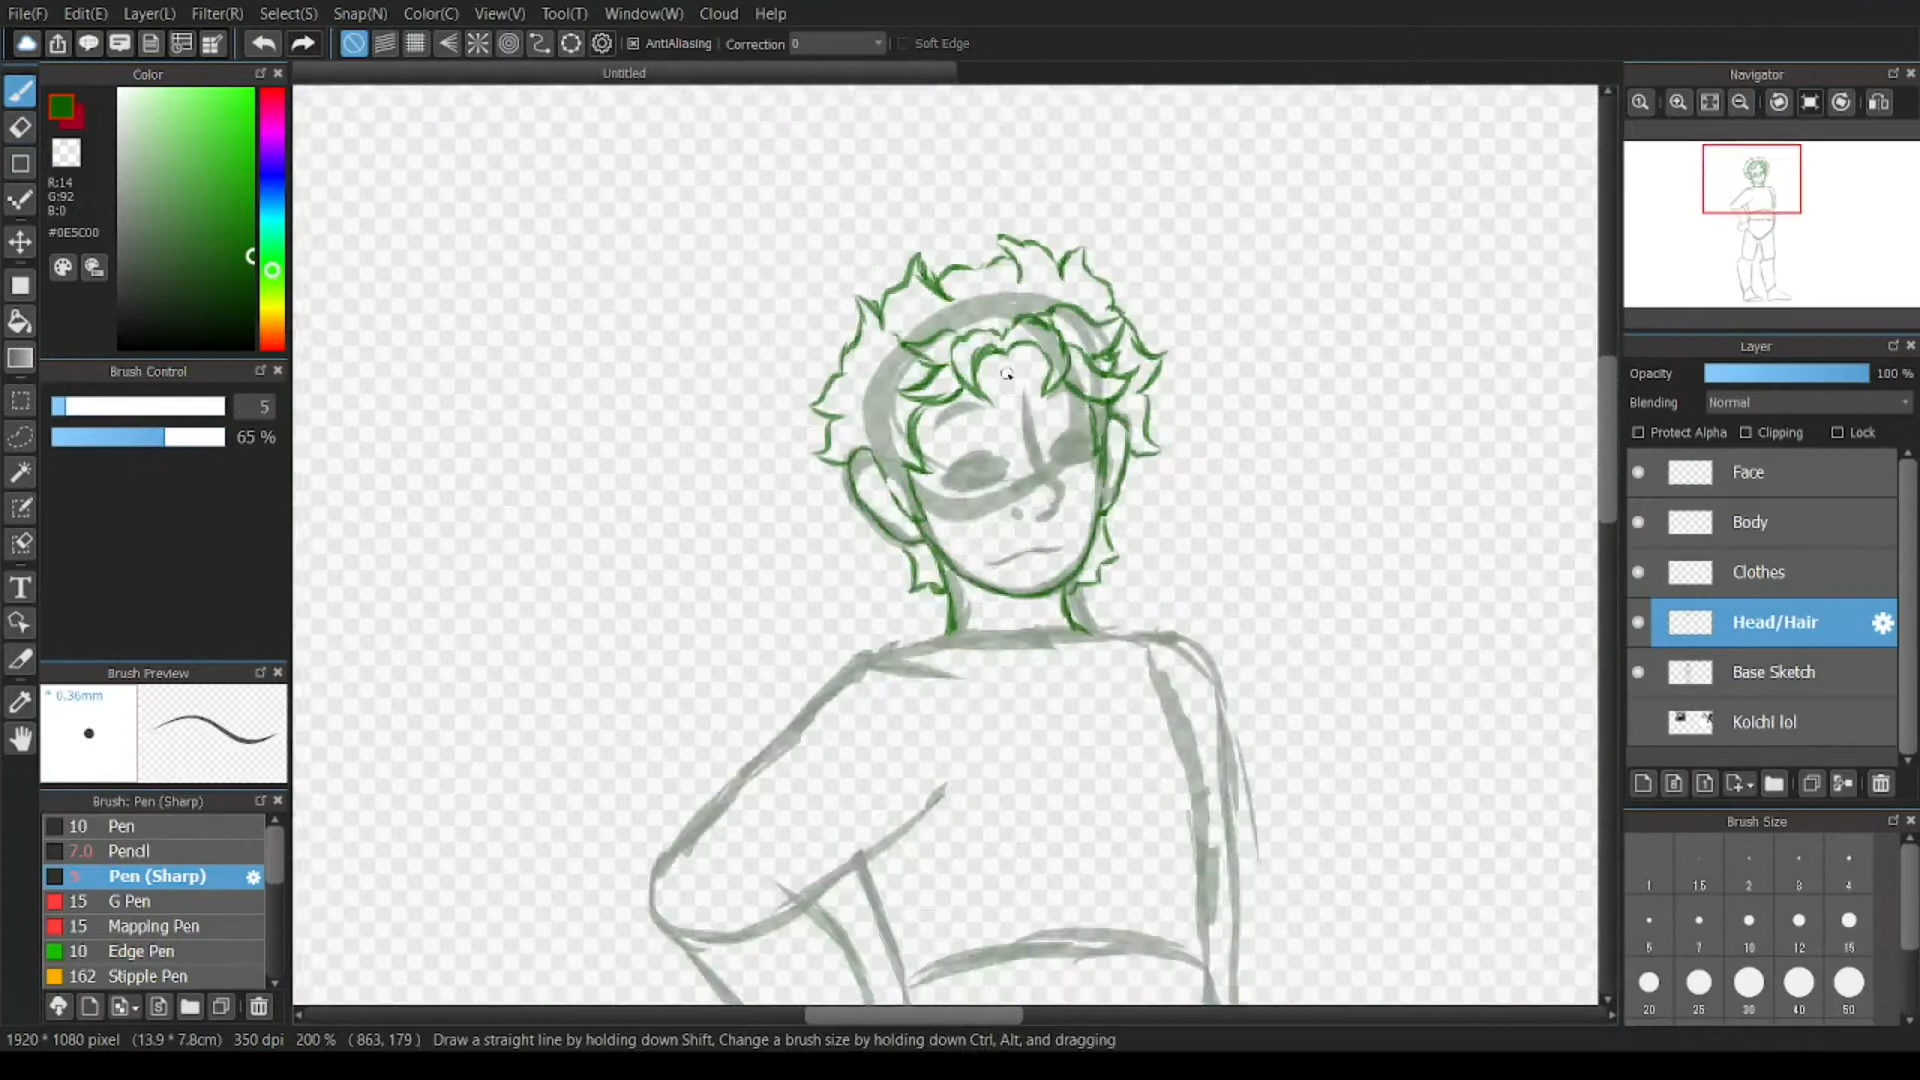 File(F) Edit(E) Layer(L) Filter(R) Select(S) Snap(N) Color(C) View(V) Tool(T) Window(W) Cloud Help
AntiAliasing Correction 0 Soft Edge
Untitled
Color
R:14
G:92
B:0
#0E5C00
Brush Control
5
65 %
Brush Preview
* 0.36mm
Brush: Pen (Sharp)
10 Pen
7.0 Pencil
5 Pen (Sharp)
15 G Pen
15 Mapping Pen
10 Edge Pen
162 Stipple Pen
Navigator
Layer
Opacity 100 %
Blending Normal
Protect Alpha Clipping Lock
Face
Body
Clothes
Head/Hair
Base Sketch
Koichi lol
Brush Size
1 1.5 2 3 4
5 7 10 12 15
20 25 30 40 50
1920 * 1080 pixel (13.9 * 7.8cm) 350 dpi 200 % ( 863, 179 ) Draw a straight line by holding down Shift, Change a brush size by holding down Ctrl, Alt, and dragging